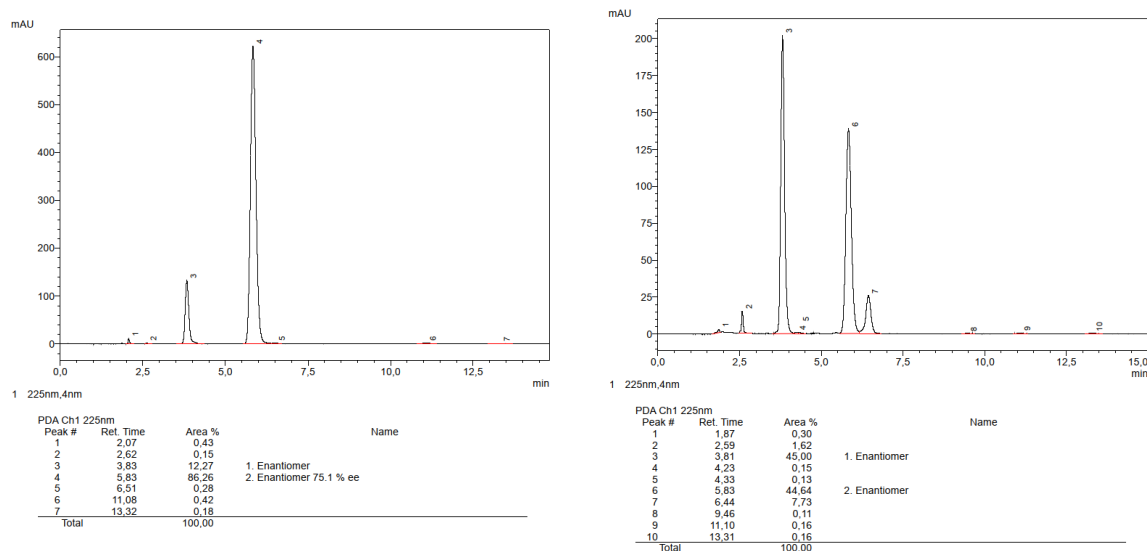 mAU
600
500
400
300
200
100
0
1
2
3
4
5
6
7
0,0 2,5 5,0 7,5 10,0 12,5
min
1 225nm,4nm
PDA Ch1 225nm
Peak # Ret. Time Area % Name
1 2,07 0,43
2 2,62 0,15
3 3,83 12,27 1. Enantiomer
4 5,83 86,26 2. Enantiomer 75.1 % ee
5 6,51 0,28
6 11,08 0,42
7 13,32 0,18
Total 100,00
mAU
200
175
150
125
100
75
50
25
0
1
2
3
4
5
6
7
8
9
10
0,0 2,5 5,0 7,5 10,0 12,5 15,0
min
1 225nm,4nm
PDA Ch1 225nm
Peak # Ret. Time Area % Name
1 1,87 0,30
2 2,59 1,62
3 3,81 45,00 1. Enantiomer
4 4,23 0,15
5 4,33 0,13
6 5,83 44,64 2. Enantiomer
7 6,44 7,73
8 9,46 0,11
9 11,10 0,16
10 13,31 0,16
Total 100,00